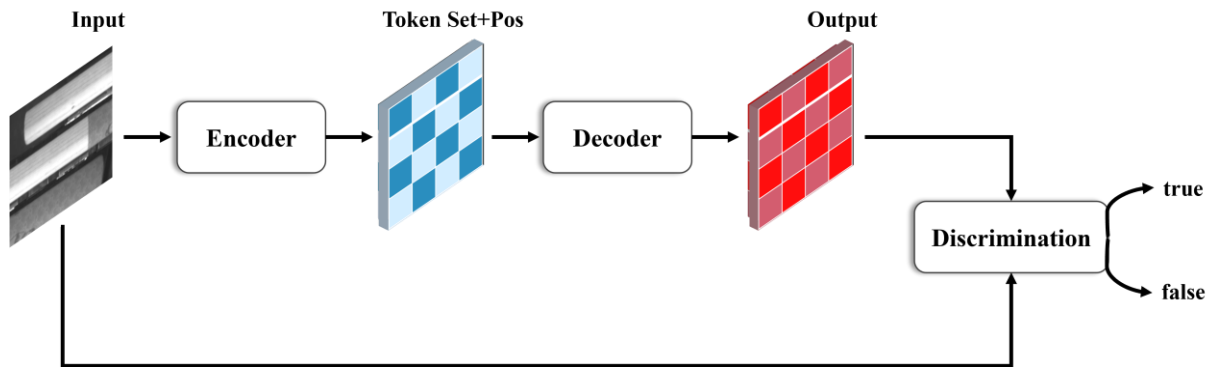 Input
Token Set+Pos
Output
Encoder
Decoder
Discrimination
true
false